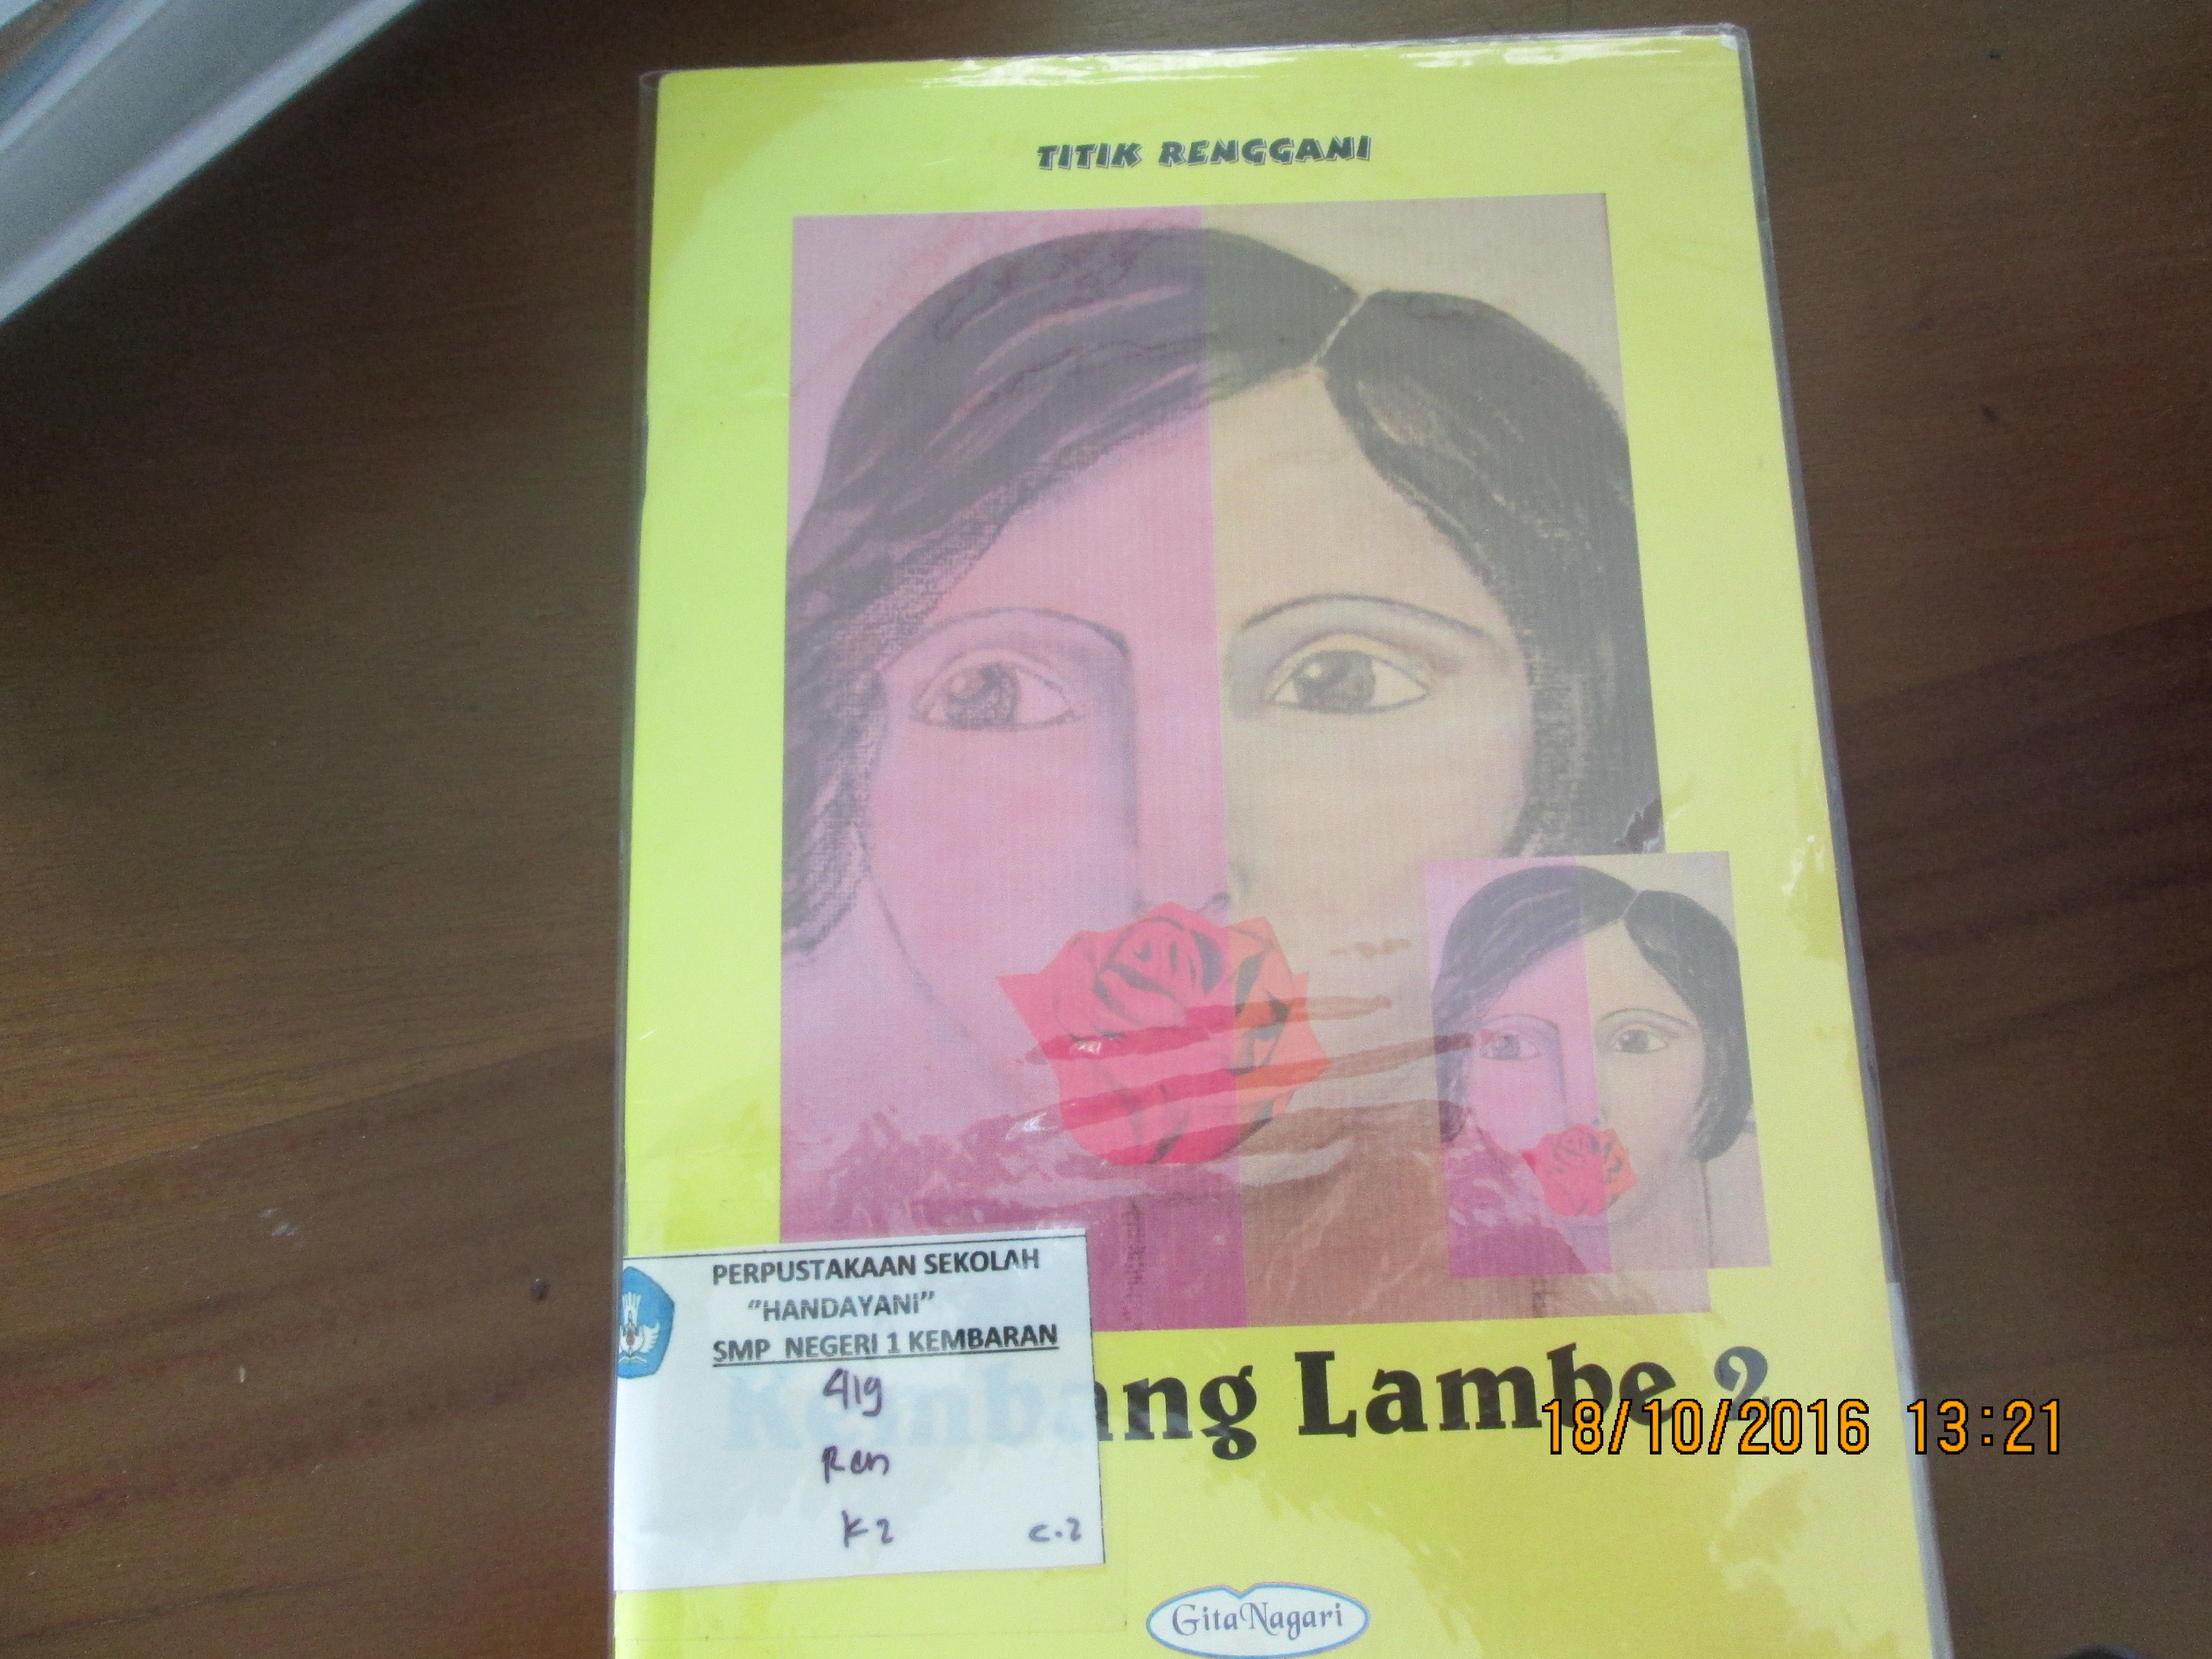 TITIK RENGGANI
PERPUSTAKAAN SEKOLAH
"HANDAYANI"
SMP NEGERI 1 KEMBARAN
419
Ren
K2 c.2
Kembang Lambe 2
18/10/2016 13:21
GitaNagari